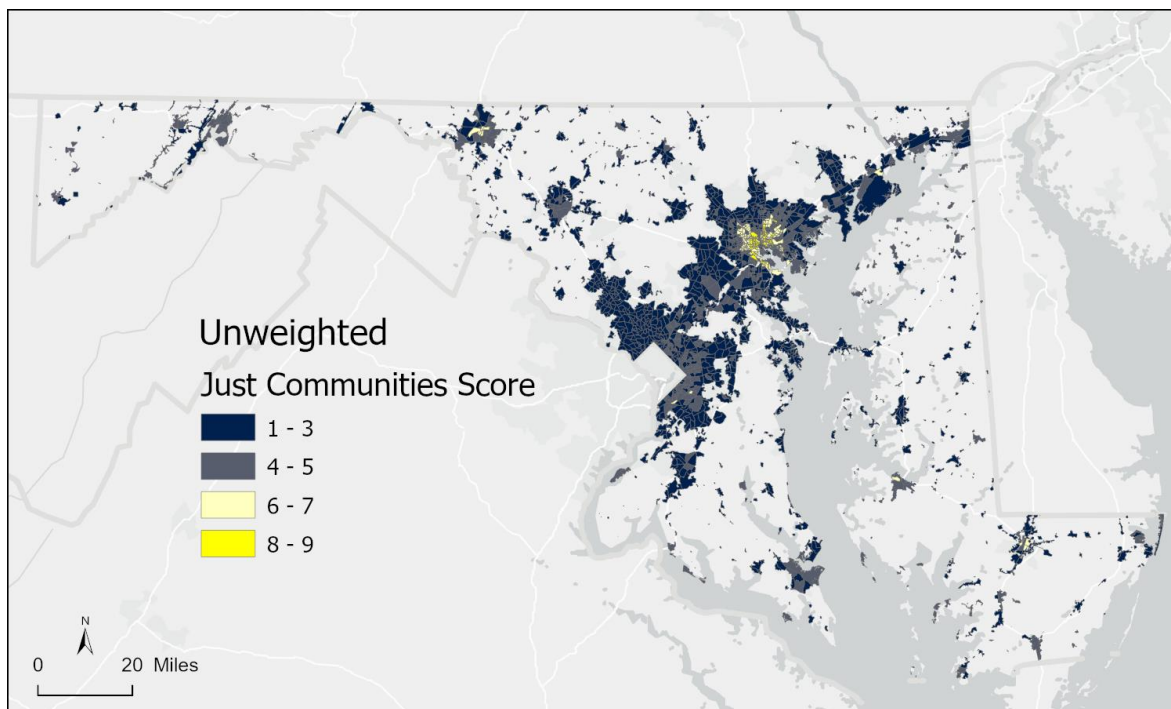 Unweighted
Just Communities Score
1 - 3
4 - 5
6 - 7
8 - 9
N
0 20 Miles